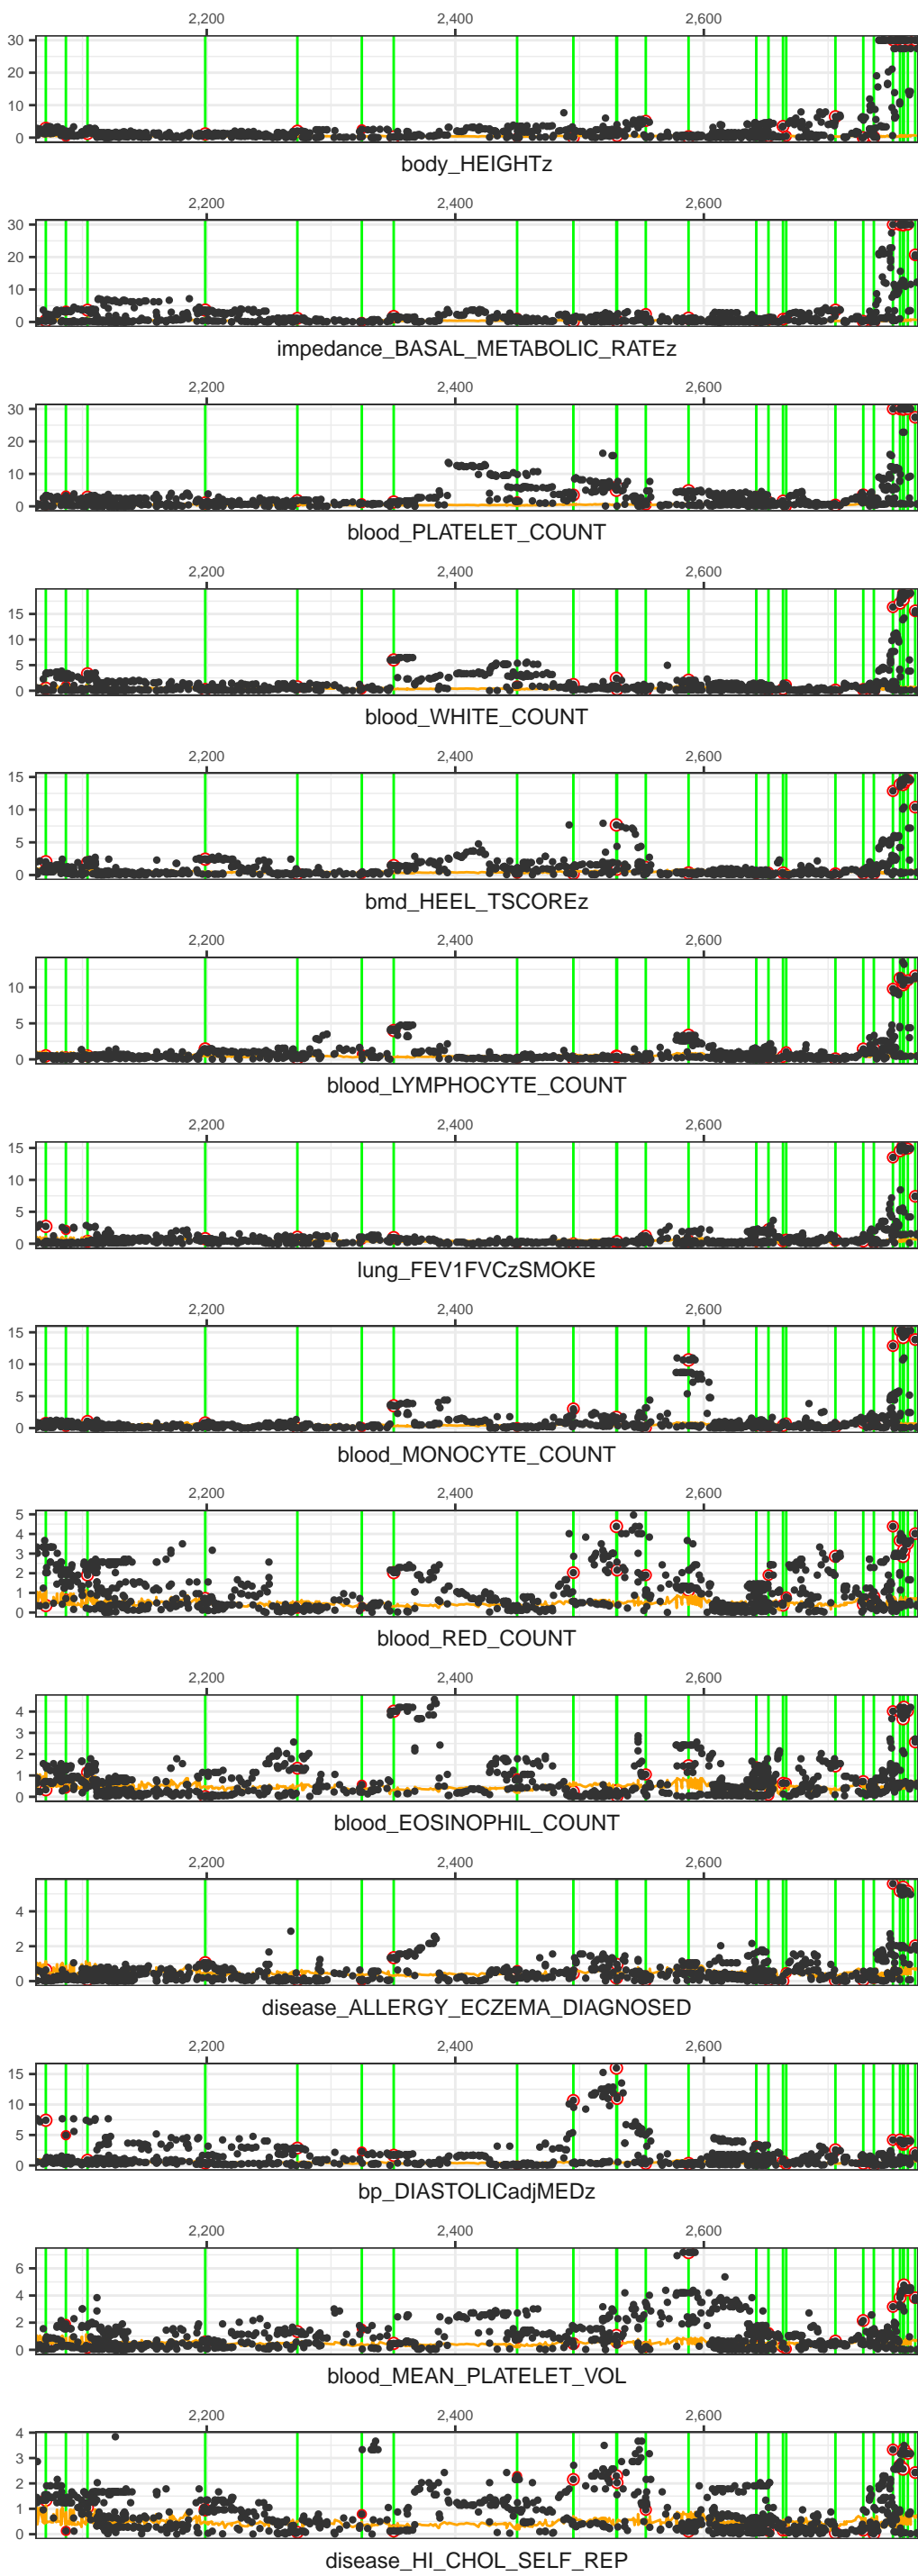 2,200 2,400 2,600
30
20
10
0
body_HEIGHTz
2,200 2,400 2,600
30
20
10
0
impedance_BASAL_METABOLIC_RATEz
2,200 2,400 2,600
30
20
10
0
blood_PLATELET_COUNT
2,200 2,400 2,600
15
10
5
0
blood_WHITE_COUNT
2,200 2,400 2,600
15
10
5
0
bmd_HEEL_TSCOREz
2,200 2,400 2,600
10
5
0
blood_LYMPHOCYTE_COUNT
2,200 2,400 2,600
15
10
5
0
lung_FEV1FVCzSMOKE
2,200 2,400 2,600
15
10
5
0
blood_MONOCYTE_COUNT
2,200 2,400 2,600
5
4
3
2
1
0
blood_RED_COUNT
2,200 2,400 2,600
4
3
2
1
0
blood_EOSINOPHIL_COUNT
2,200 2,400 2,600
4
2
0
disease_ALLERGY_ECZEMA_DIAGNOSED
2,200 2,400 2,600
15
10
5
0
bp_DIASTOLICadjMEDz
2,200 2,400 2,600
6
4
2
0
blood_MEAN_PLATELET_VOL
2,200 2,400 2,600
4
3
2
1
0
disease_HI_CHOL_SELF_REP